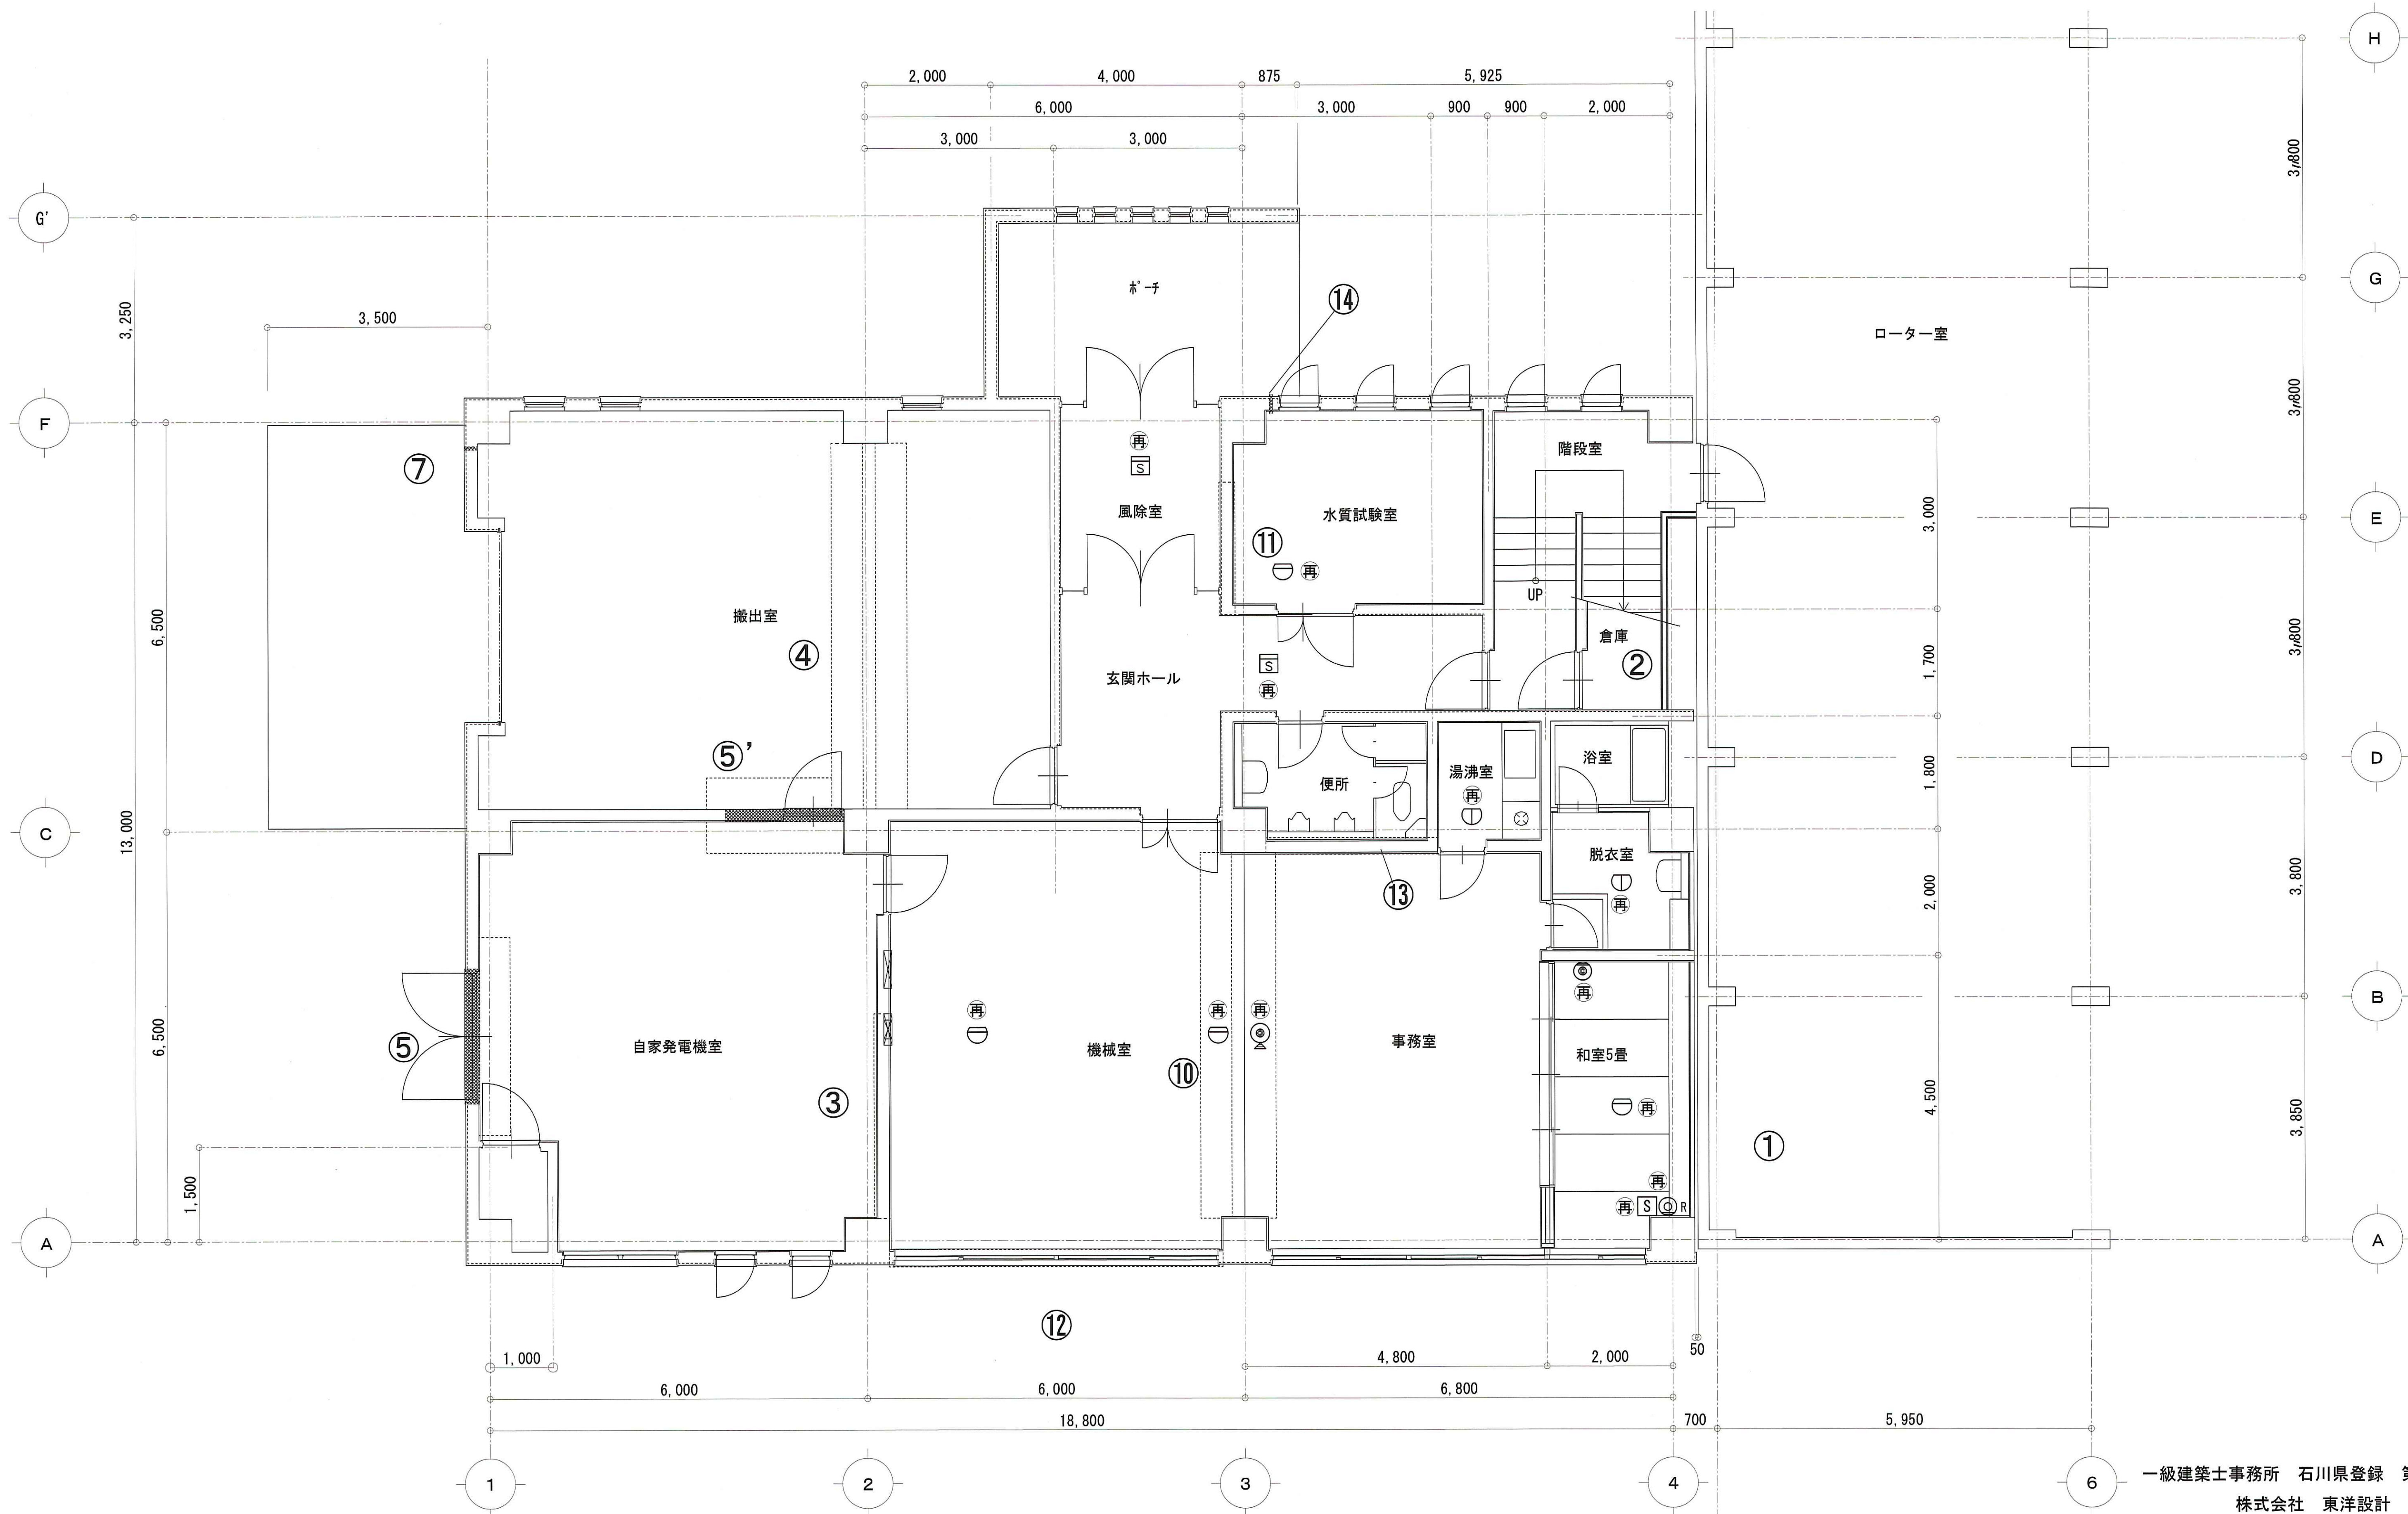 H
2,000
4,000
875
5,925
6,000
3,000
900
900
2,000
3,000
3,000
3,800
G'
G
3,250
3,500
ポーチ
⑭
ローター室
3,800
F
⑦
再
S
階段室
風除室
水質試験室
3,000
E
⑪
再
6,500
搬出室
UP
倉庫
3,800
④
S
②
1,700
玄関ホール
再
⑤'
浴室
D
湯沸室
1,800
便所
再
C
13,000
脱衣室
⑬
再
2,000
3,800
再
再
再
再
B
6,500
⑤
自家発電機室
機械室
事務室
和室5畳
⑩
③
再
4,500
3,850
①
1,500
再
再
S
R
A
A
⑫
50
1,000
4,800
2,000
6,000
6,000
6,800
18,800
700
5,950
1
2
3
4
6
一級建築士事務所 石川県登録
株式会社 東洋設計